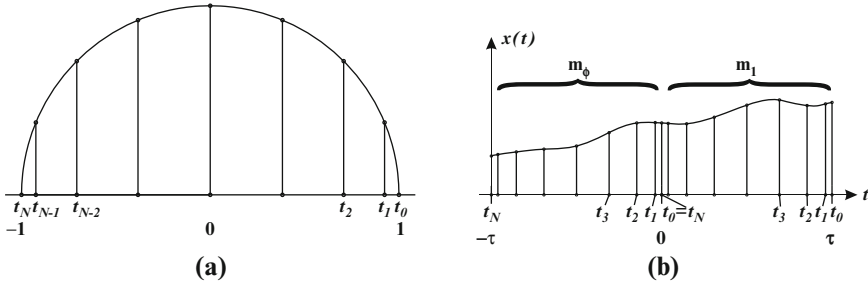 t_N t_{N-1} t_{N-2} t_2 t_1 t_0
−1 0 1
(a)
x(t)
m_ϕ m_1
t_N t_3 t_2 t_1 t_0=t_N t_3 t_2 t_1 t_0 t
−τ 0 τ
(b)